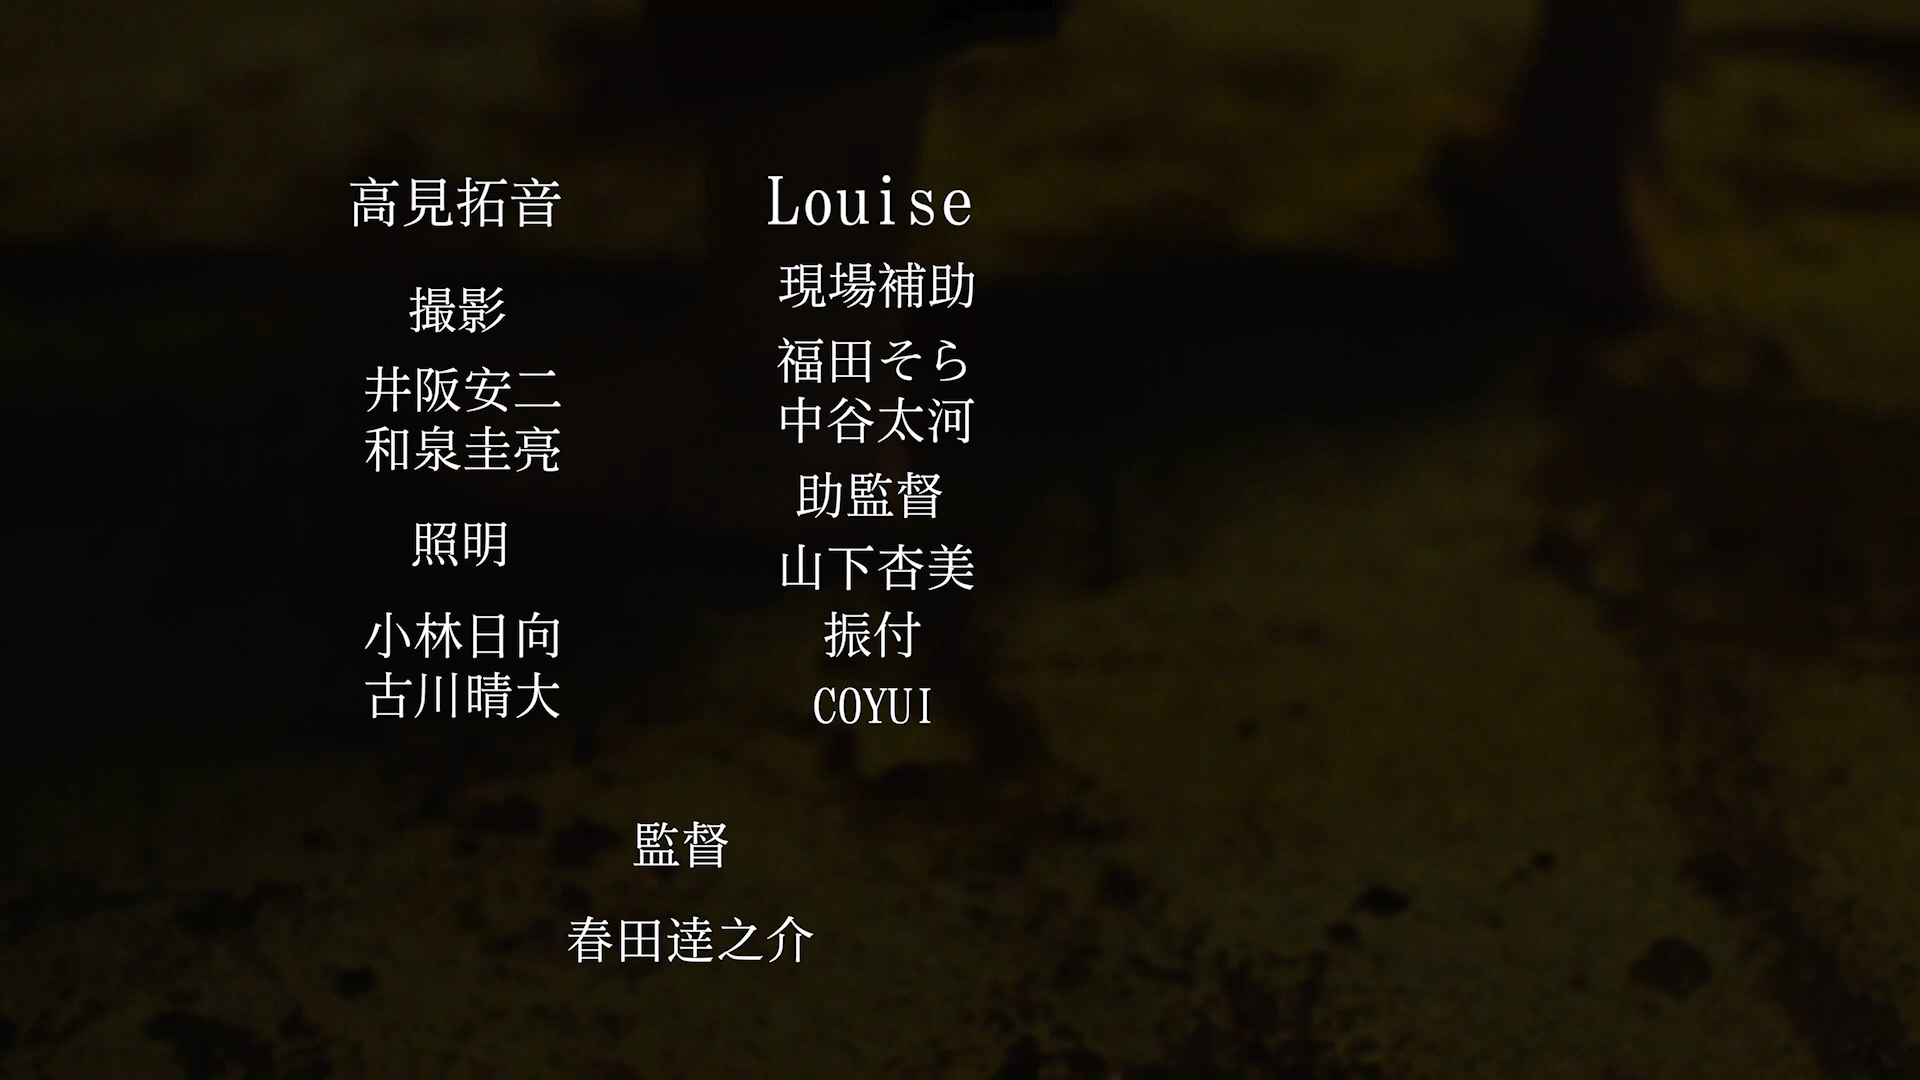 高見拓音
撮影
井阪安二
和泉圭亮
照明
小林日向
古川晴大
Louise
現場補助
福田そら
中谷太河
助監督
山下杏美
振付
COYUI
監督
春田逹之介